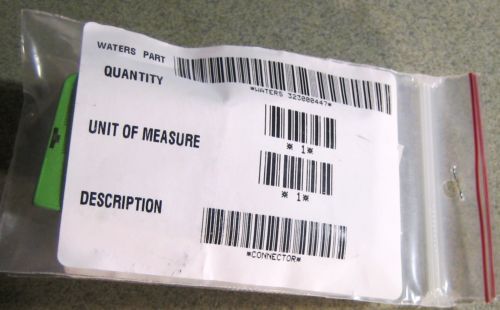 WATERS PART
*WATERS 323000447*
QUANTITY
*1*
UNIT OF MEASURE
*1*
DESCRIPTION
*CONNECTOR*